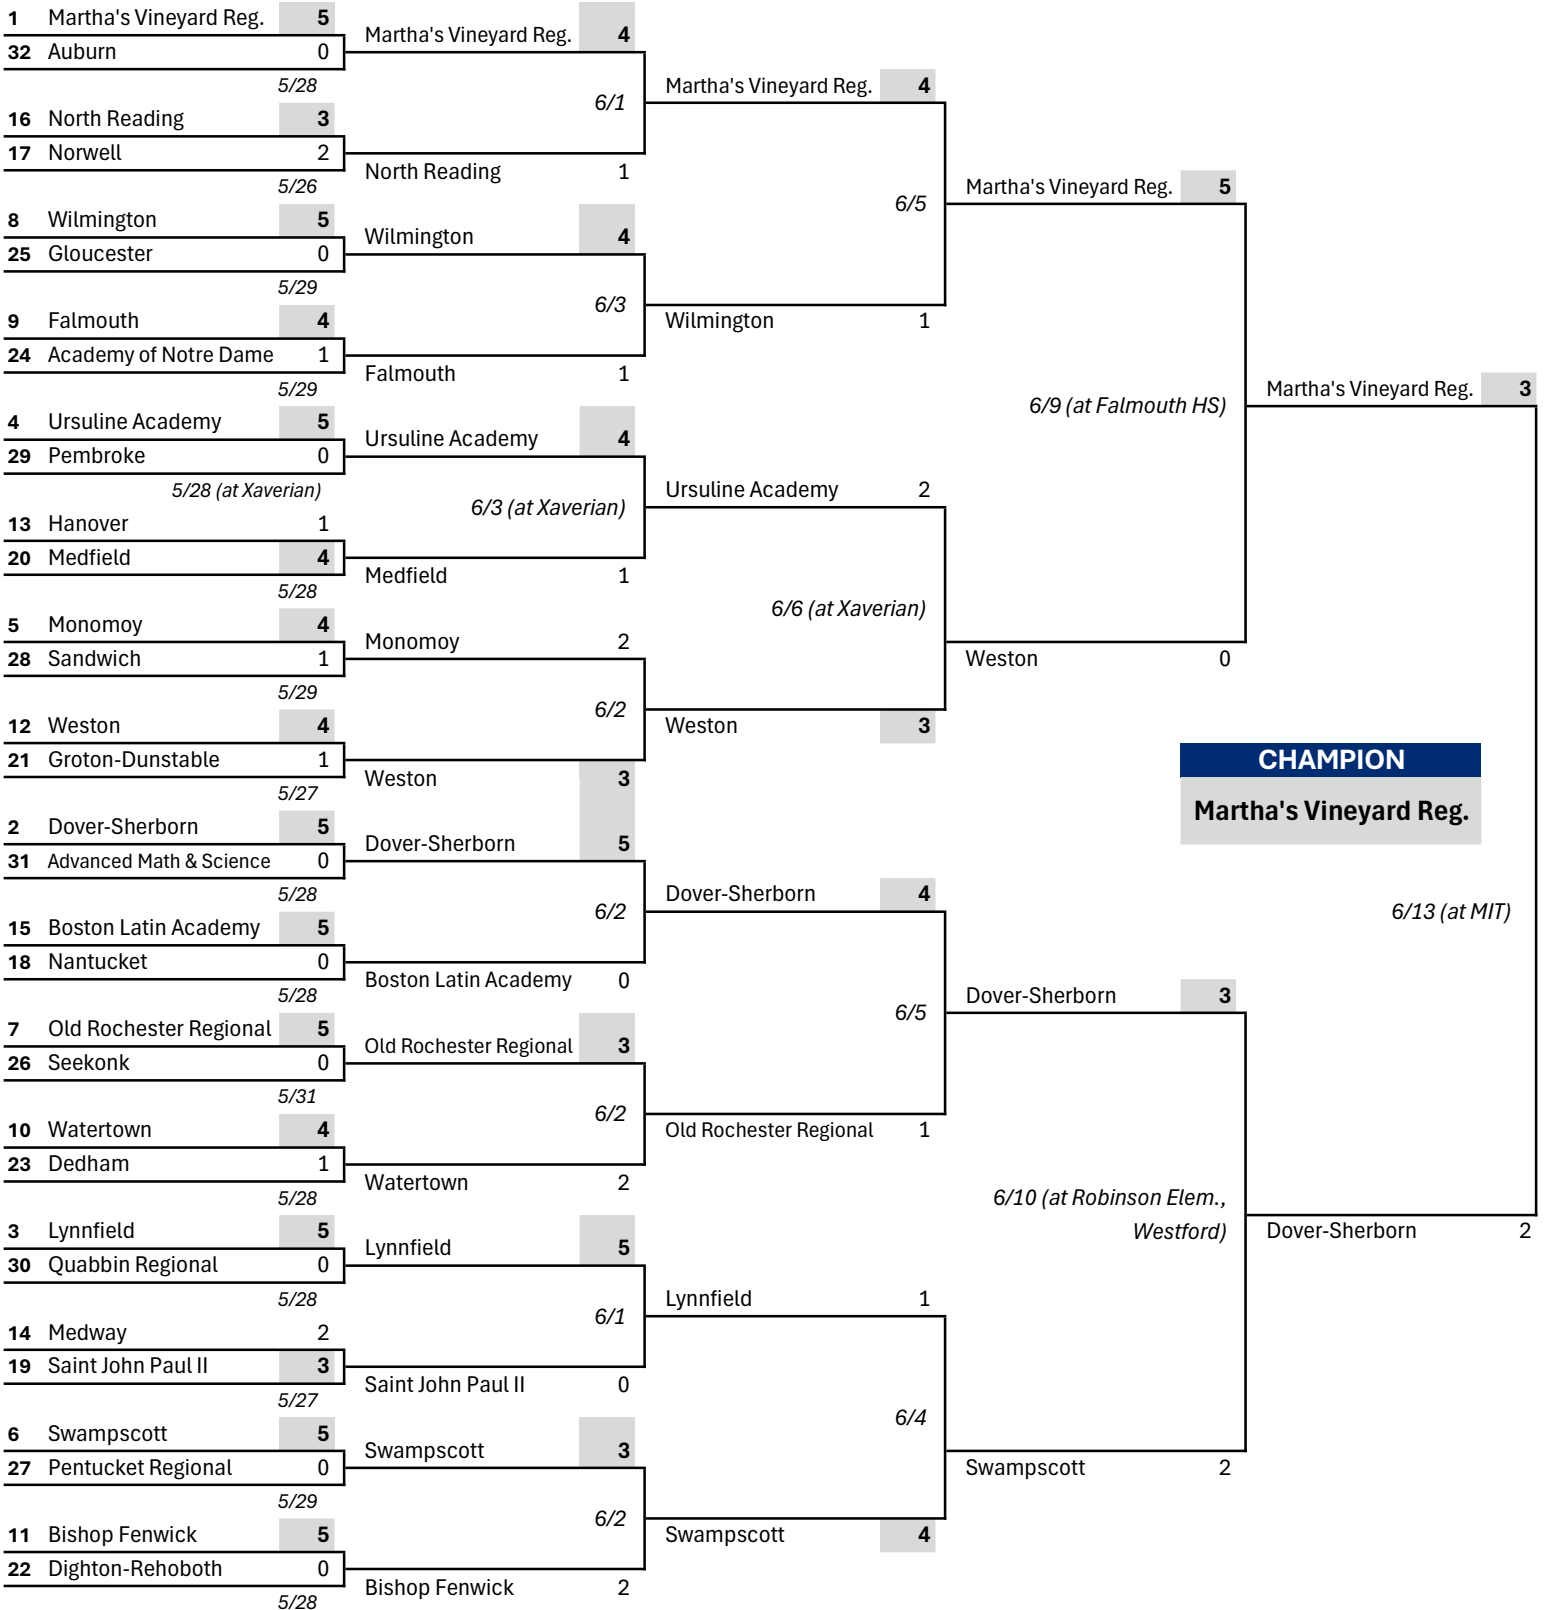 1 Martha's Vineyard Reg. 5
32 Auburn 0
5/28
16 North Reading 3
17 Norwell 2
5/26
8 Wilmington 5
25 Gloucester 0
5/29
9 Falmouth 4
24 Academy of Notre Dame 1
5/29
4 Ursuline Academy 5
29 Pembroke 0
5/28 (at Xaverian)
13 Hanover 1
20 Medfield 4
5/28
5 Monomoy 4
28 Sandwich 1
5/29
12 Weston 4
21 Groton-Dunstable 1
5/27
2 Dover-Sherborn 5
31 Advanced Math & Science 0
5/28
15 Boston Latin Academy 5
18 Nantucket 0
5/28
7 Old Rochester Regional 5
26 Seekonk 0
5/31
10 Watertown 4
23 Dedham 1
5/28
3 Lynnfield 5
30 Quabbin Regional 0
5/28
14 Medway 2
19 Saint John Paul II 3
5/27
6 Swampscott 5
27 Pentucket Regional 0
5/29
11 Bishop Fenwick 5
22 Dighton-Rehoboth 0
5/28
Martha's Vineyard Reg. 4
6/1
North Reading 1
Wilmington 4
6/3
Falmouth 1
Ursuline Academy 4
6/3 (at Xaverian)
Medfield 1
Monomoy 2
6/2
Weston 3
Dover-Sherborn 5
6/2
Boston Latin Academy 0
Old Rochester Regional 3
6/2
Watertown 2
Lynnfield 5
6/1
Saint John Paul II 0
Swampscott 3
6/2
Bishop Fenwick 2
Martha's Vineyard Reg. 4
6/5
Wilmington 1
Ursuline Academy 2
6/6 (at Xaverian)
Weston 3
Dover-Sherborn 4
6/5
Old Rochester Regional 1
Lynnfield 1
6/4
Swampscott 4
Martha's Vineyard Reg. 5
6/9 (at Falmouth HS)
Weston 0
Dover-Sherborn 3
6/10 (at Robinson Elem.,
Westford)
Swampscott 2
Martha's Vineyard Reg. 3
CHAMPION
Martha's Vineyard Reg.
6/13 (at MIT)
Dover-Sherborn 2